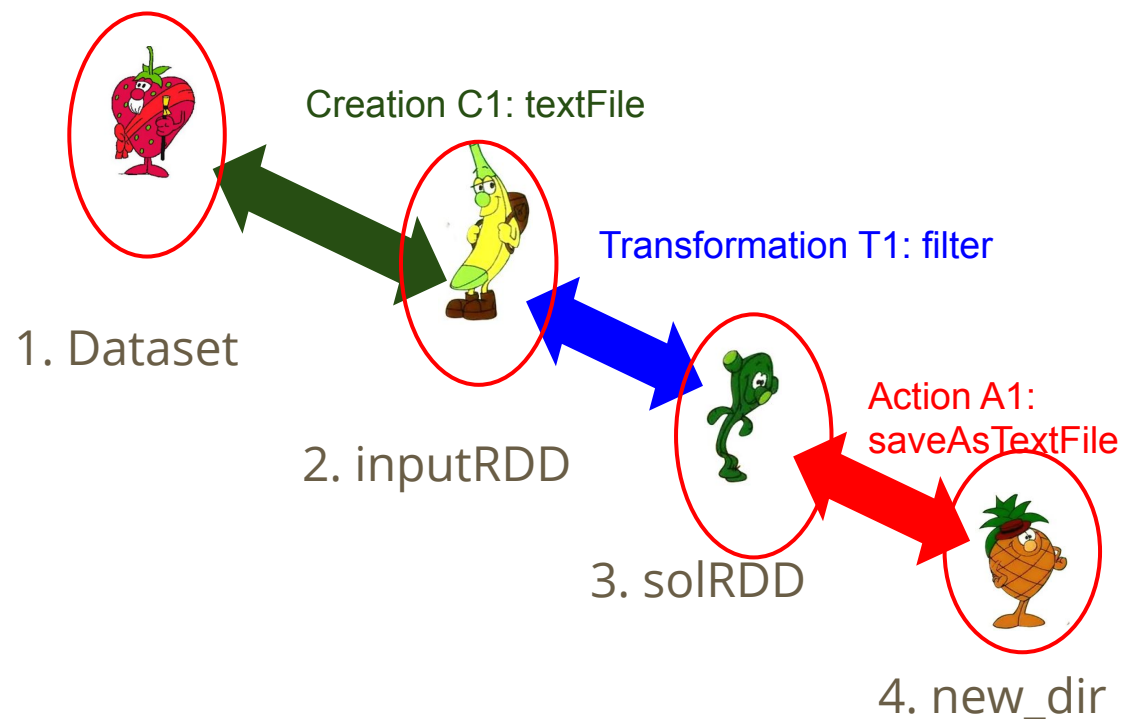 Creation C1: textFile
Transformation T1: filter
1. Dataset
Action A1:
saveAsTextFile
2. inputRDD
3. solRDD
4. new_dir